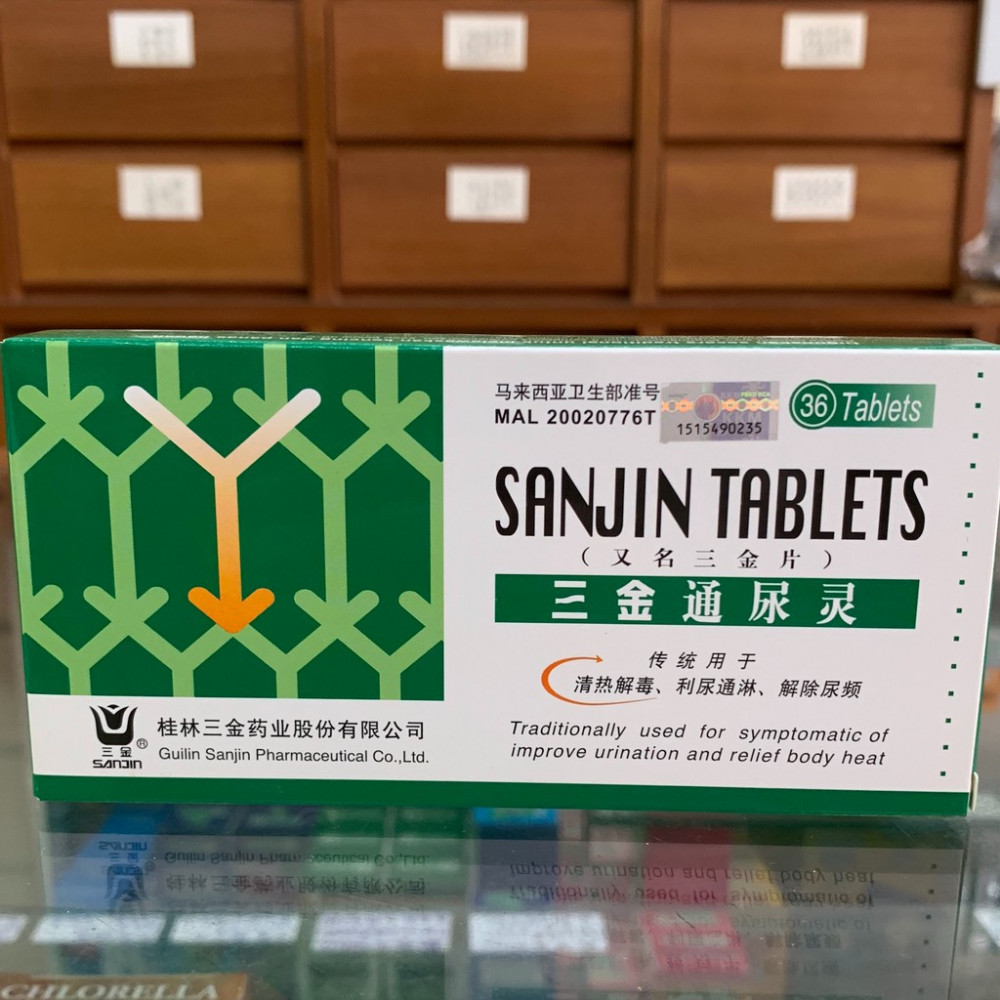 马来西亚卫生部准号
MAL 20020776T
1515490235
36 Tablets
SANJIN TABLETS
（又名三金片）
三金通尿灵
传统用于
清热解毒、利尿通淋、解除尿频
Traditionally used for symptomatic of
improve urination and relief body heat
三金
SANJIN
®
桂林三金药业股份有限公司
Guilin Sanjin Pharmaceutical Co.,Ltd.
CHLORELLA